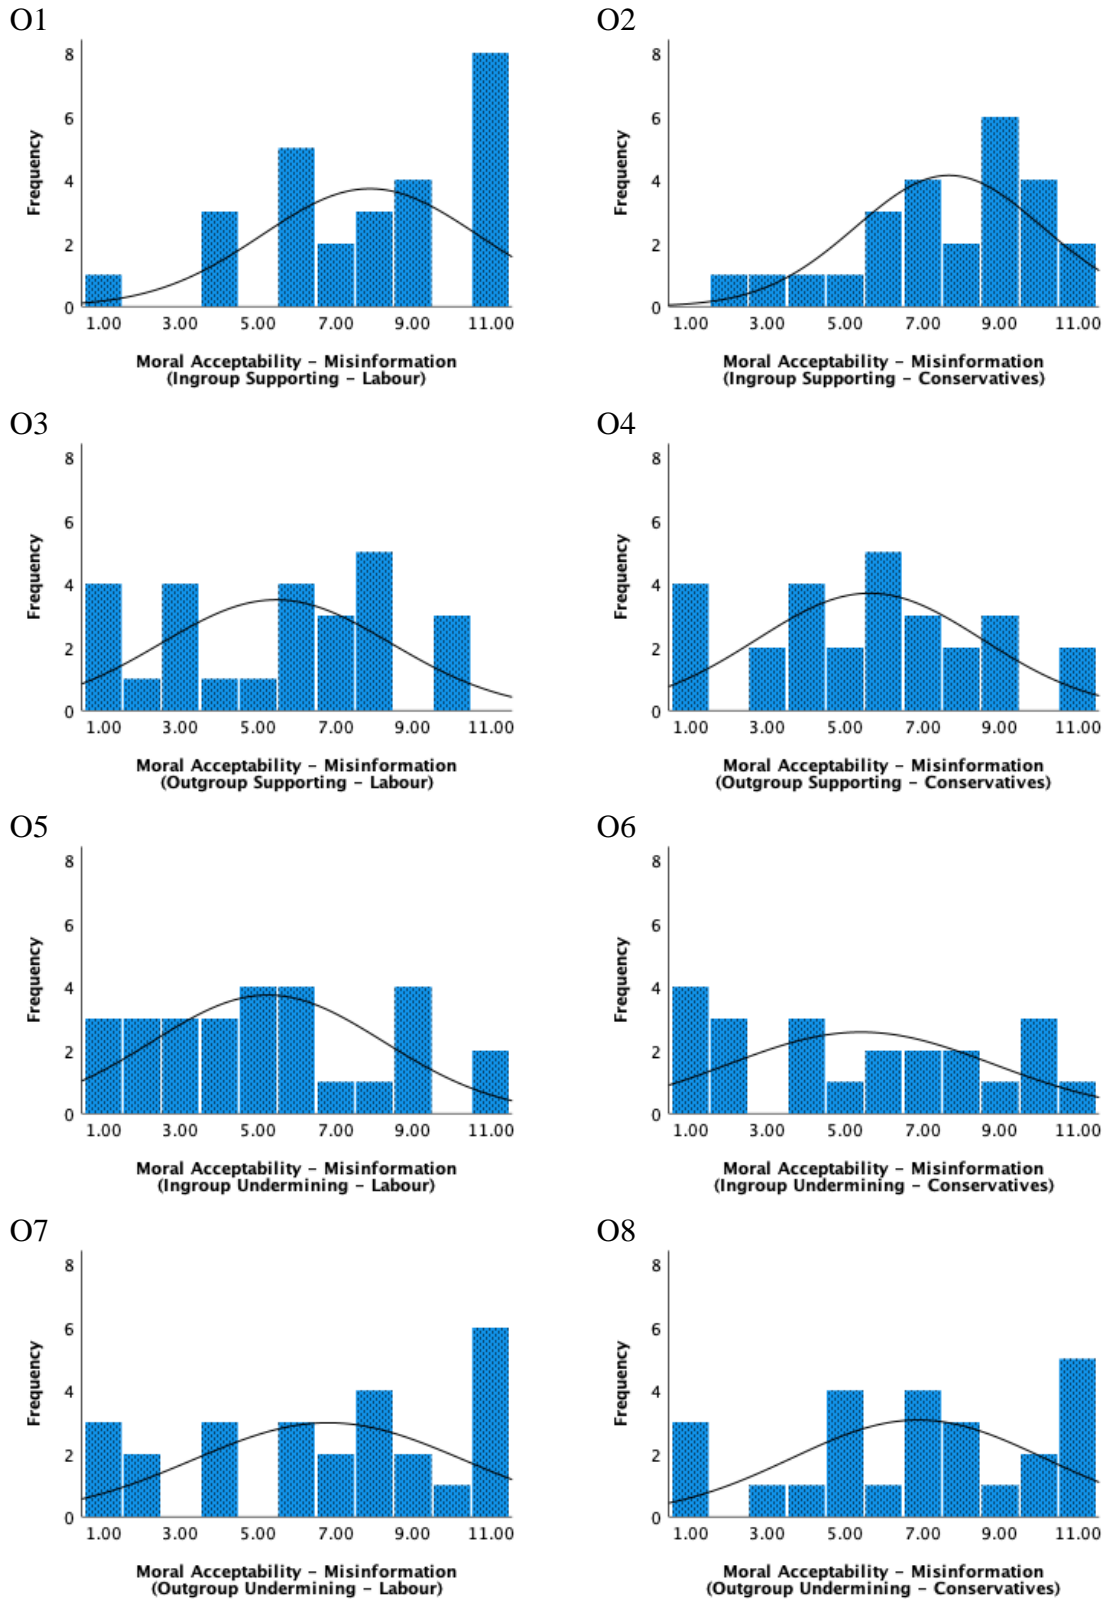 O1
O2
8
6
4
2
0
Frequency
1.00 3.00 5.00 7.00 9.00 11.00
Moral Acceptability – Misinformation
(Ingroup Supporting – Labour)
8
6
4
2
0
Frequency
1.00 3.00 5.00 7.00 9.00 11.00
Moral Acceptability – Misinformation
(Ingroup Supporting – Conservatives)
O3
O4
8
6
4
2
0
Frequency
1.00 3.00 5.00 7.00 9.00 11.00
Moral Acceptability – Misinformation
(Outgroup Supporting – Labour)
8
6
4
2
0
Frequency
1.00 3.00 5.00 7.00 9.00 11.00
Moral Acceptability – Misinformation
(Outgroup Supporting – Conservatives)
O5
O6
8
6
4
2
0
Frequency
1.00 3.00 5.00 7.00 9.00 11.00
Moral Acceptability – Misinformation
(Ingroup Undermining – Labour)
8
6
4
2
0
Frequency
1.00 3.00 5.00 7.00 9.00 11.00
Moral Acceptability – Misinformation
(Ingroup Undermining – Conservatives)
O7
O8
8
6
4
2
0
Frequency
1.00 3.00 5.00 7.00 9.00 11.00
Moral Acceptability – Misinformation
(Outgroup Undermining – Labour)
8
6
4
2
0
Frequency
1.00 3.00 5.00 7.00 9.00 11.00
Moral Acceptability – Misinformation
(Outgroup Undermining – Conservatives)